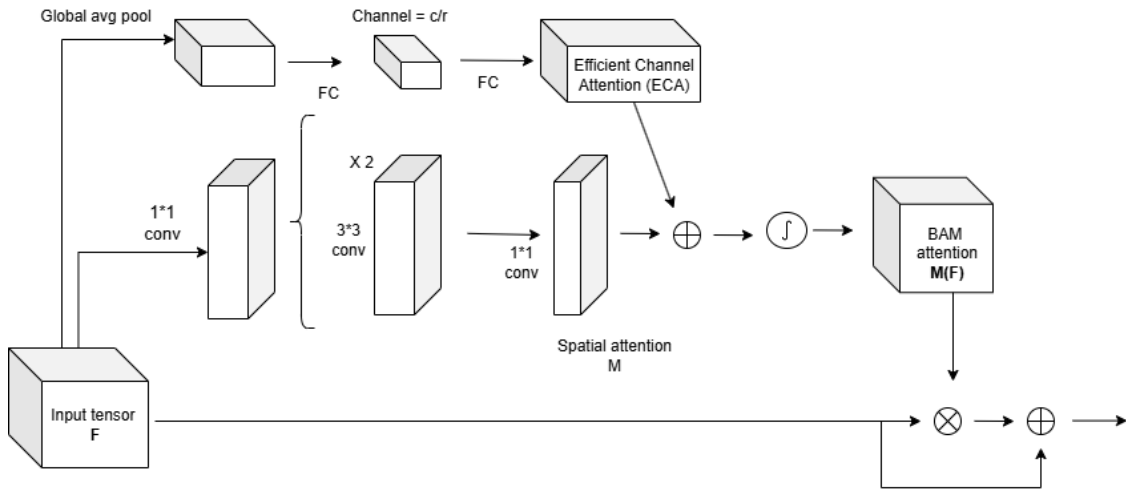 Global avg pool
Channel = c/r
FC
FC
Efficient Channel
Attention (ECA)
X 2
1*1
conv
3*3
conv
1*1
conv
∫
BAM
attention
M(F)
Spatial attention
M
Input tensor
F